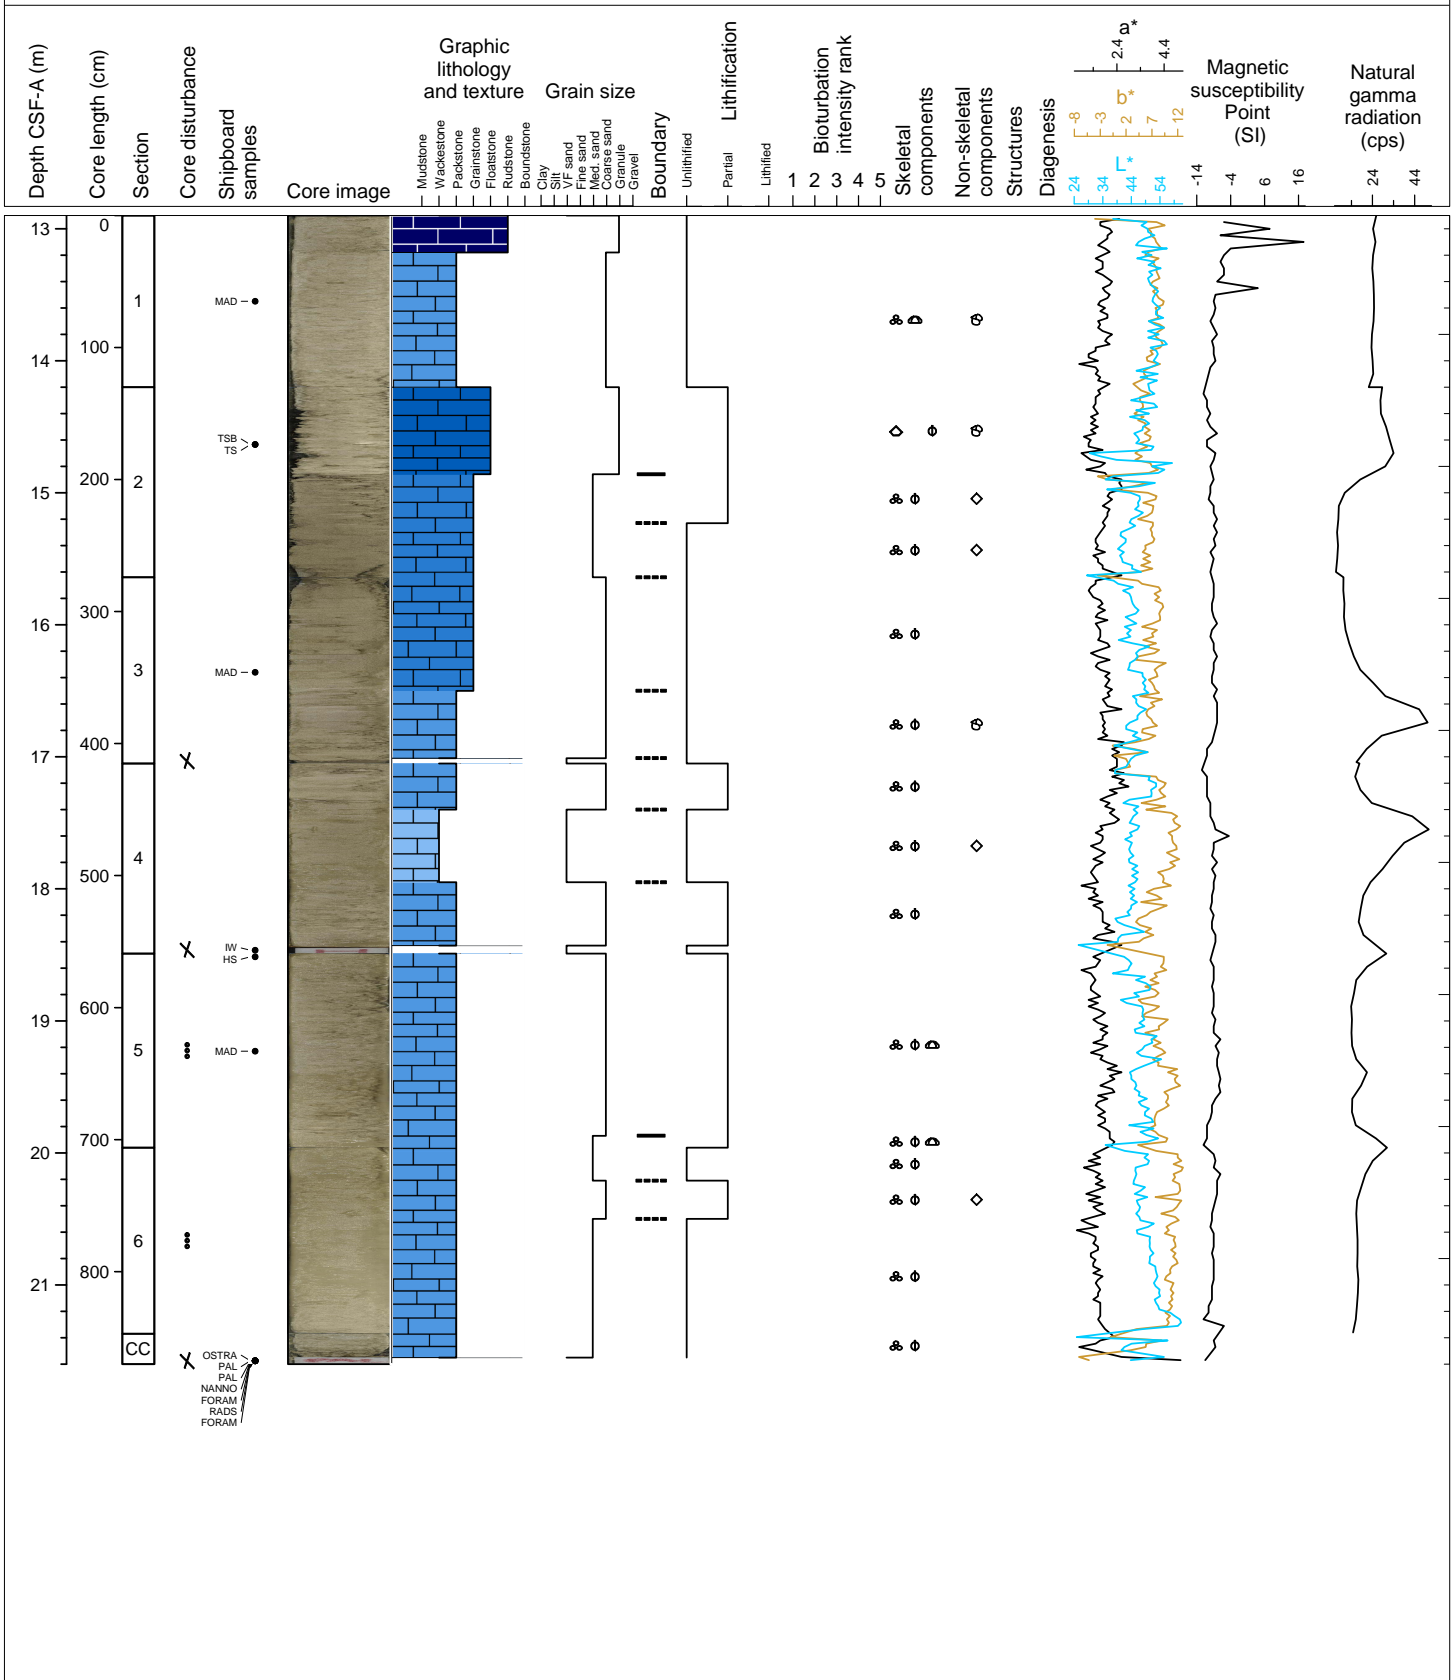 Depth CSF-A (m)
Core length (cm)
Section
Core disturbance
Shipboard
samples
Core image
Graphic
lithology
and texture
Mudstone
Wackestone
Packstone
Grainstone
Floatstone
Rudstone
Boundstone
Grain size
Clay
Silt
VF sand
Fine sand
Med. sand
Coarse sand
Granule
Gravel
Boundary
Lithification
Unlithified
Partial
Lithified
Bioturbation
intensity rank
1 2 3 4 5
Skeletal
components
Non-skeletal
components
Structures
Diagenesis
a*
2.4 4.4
b*
-8 -3 2 7 12
L*
24 34 44 54
Magnetic
susceptibility
Point
(SI)
-14 -4 6 16
Natural
gamma
radiation
(cps)
24 44
13
14
15
16
17
18
19
20
21
0
100
200
300
400
500
600
700
800
1
2
3
4
5
6
CC
MAD
TSB
TS
MAD
IW
HS
MAD
OSTRA
PAL
PAL
NANNO
FORAM
RADS
FORAM